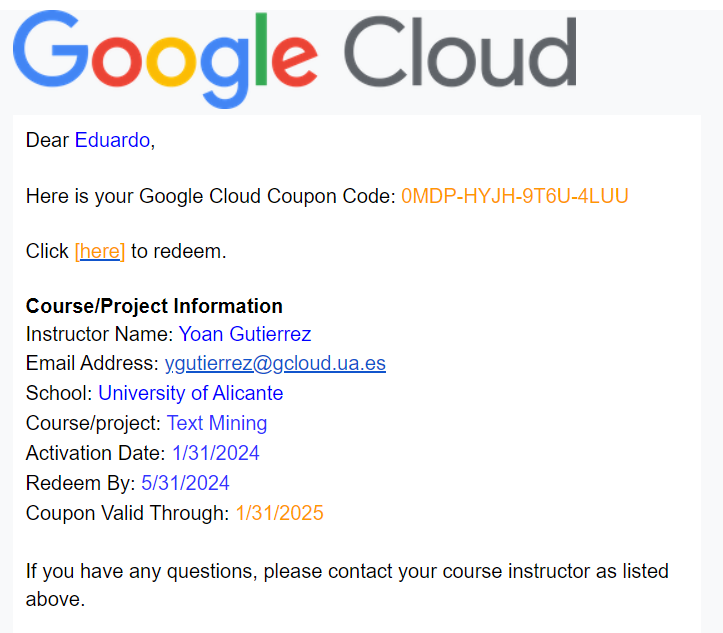 Google Cloud
Dear Eduardo,
Here is your Google Cloud Coupon Code: 0MDP-HYJH-9T6U-4LUU
Click [here] to redeem.
Course/Project Information
Instructor Name: Yoan Gutierrez
Email Address: ygutierrez@gcloud.ua.es
School: University of Alicante
Course/project: Text Mining
Activation Date: 1/31/2024
Redeem By: 5/31/2024
Coupon Valid Through: 1/31/2025
If you have any questions, please contact your course instructor as listed
above.